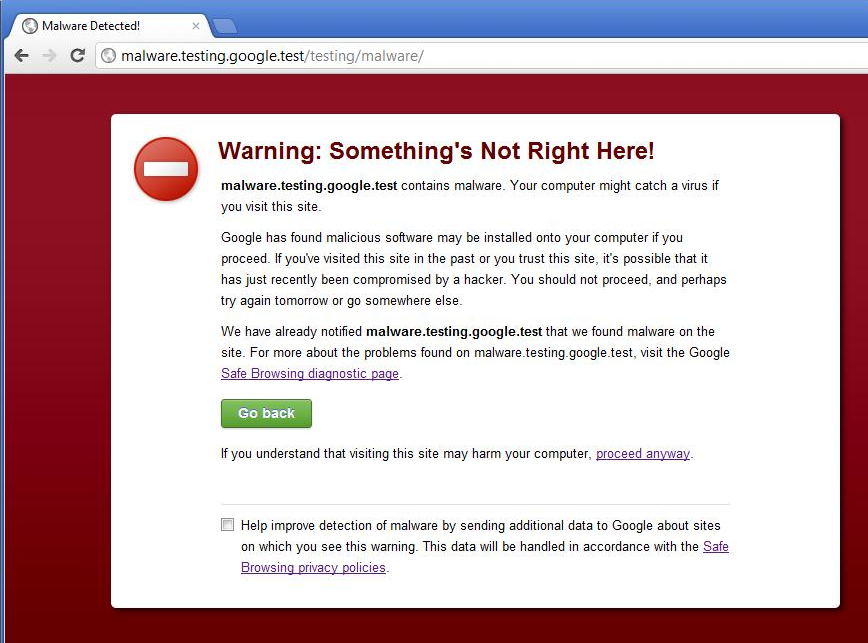 Malware Detected!
malware.testing.google.test/testing/malware/
Warning: Something's Not Right Here!
malware.testing.google.test contains malware. Your computer might catch a virus if
you visit this site.
Google has found malicious software may be installed onto your computer if you
proceed. If you've visited this site in the past or you trust this site, it's possible that it
has just recently been compromised by a hacker. You should not proceed, and perhaps
try again tomorrow or go somewhere else.
We have already notified malware.testing.google.test that we found malware on the
site. For more about the problems found on malware.testing.google.test, visit the Google
Safe Browsing diagnostic page.
Go back
If you understand that visiting this site may harm your computer, proceed anyway.
Help improve detection of malware by sending additional data to Google about sites
on which you see this warning. This data will be handled in accordance with the Safe
Browsing privacy policies.